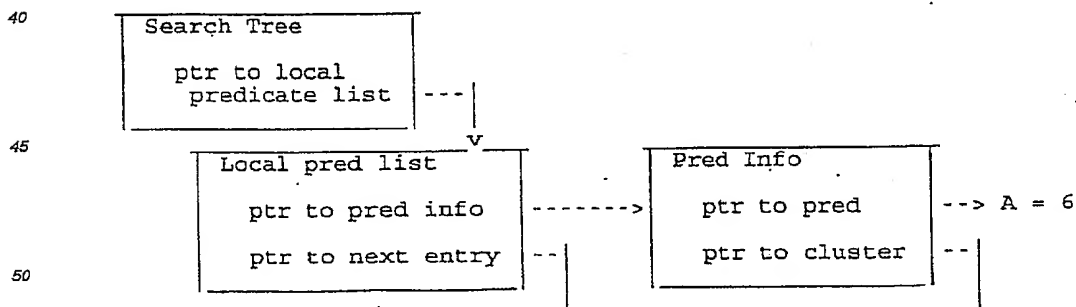 40
Search Tree
ptr to local
predicate list ---
45
v
Local pred list Pred Info
ptr to pred info -------> ptr to pred --> A = 6
ptr to next entry -- ptr to cluster --
50